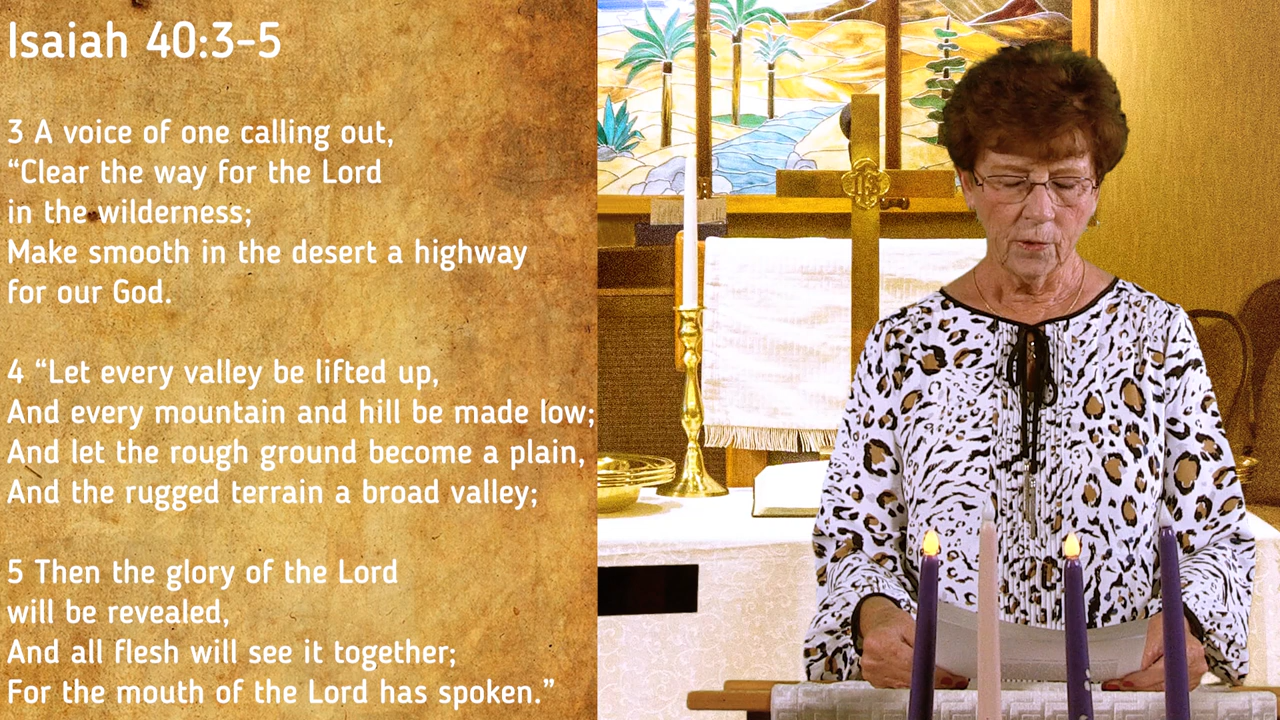 Isaiah 40:3-5
3 A voice of one calling out,
“Clear the way for the Lord
in the wilderness;
Make smooth in the desert a highway
for our God.
4 “Let every valley be lifted up,
And every mountain and hill be made low;
And let the rough ground become a plain,
And the rugged terrain a broad valley;
5 Then the glory of the Lord
will be revealed,
And all flesh will see it together;
For the mouth of the Lord has spoken.”
IHS